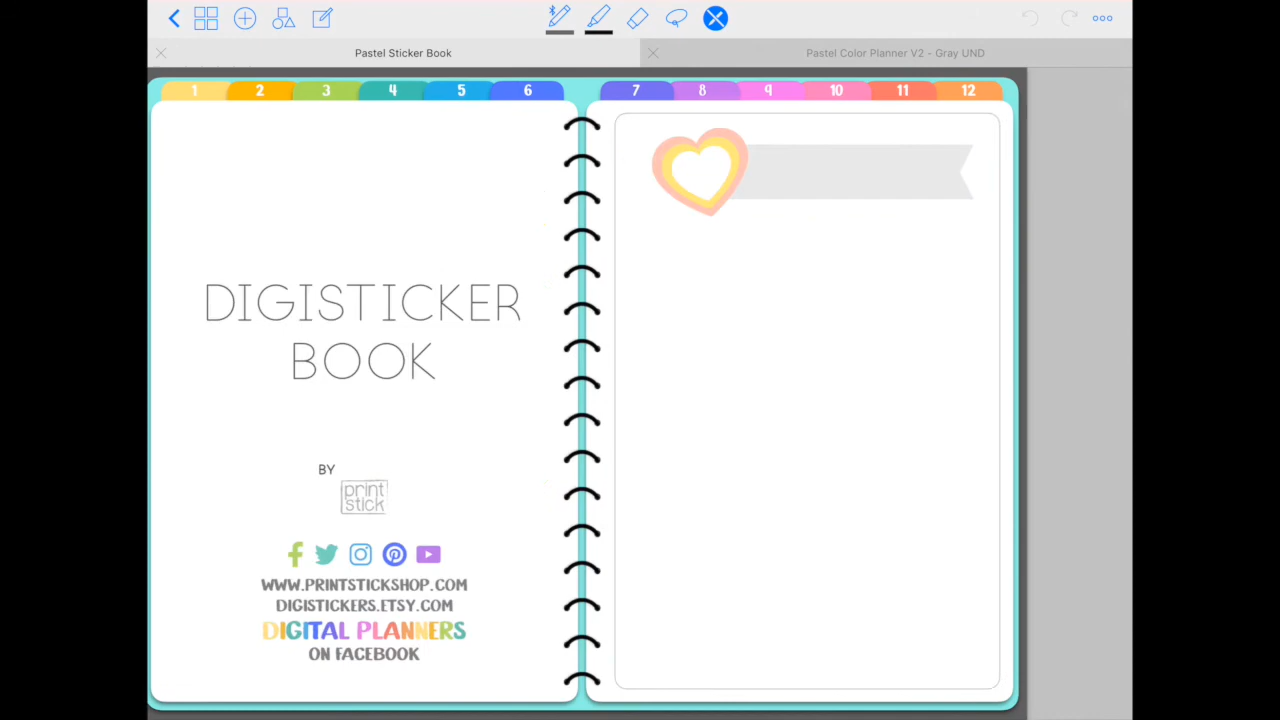 Pastel Sticker Book
Pastel Color Planner V2 - Gray UND
1 2 3 4 5 6 7 8 9 10 11 12
DIGISTICKER
BOOK
BY
print
stick
WWW.PRINTSTICKSHOP.COM
DIGISTICKERS.ETSY.COM
DIGITAL PLANNERS
ON FACEBOOK